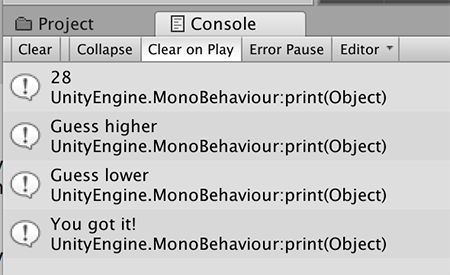 Project
Console
Clear Collapse Clear on Play Error Pause Editor
28
UnityEngine.MonoBehaviour:print(Object)
Guess higher
UnityEngine.MonoBehaviour:print(Object)
Guess lower
UnityEngine.MonoBehaviour:print(Object)
You got it!
UnityEngine.MonoBehaviour:print(Object)